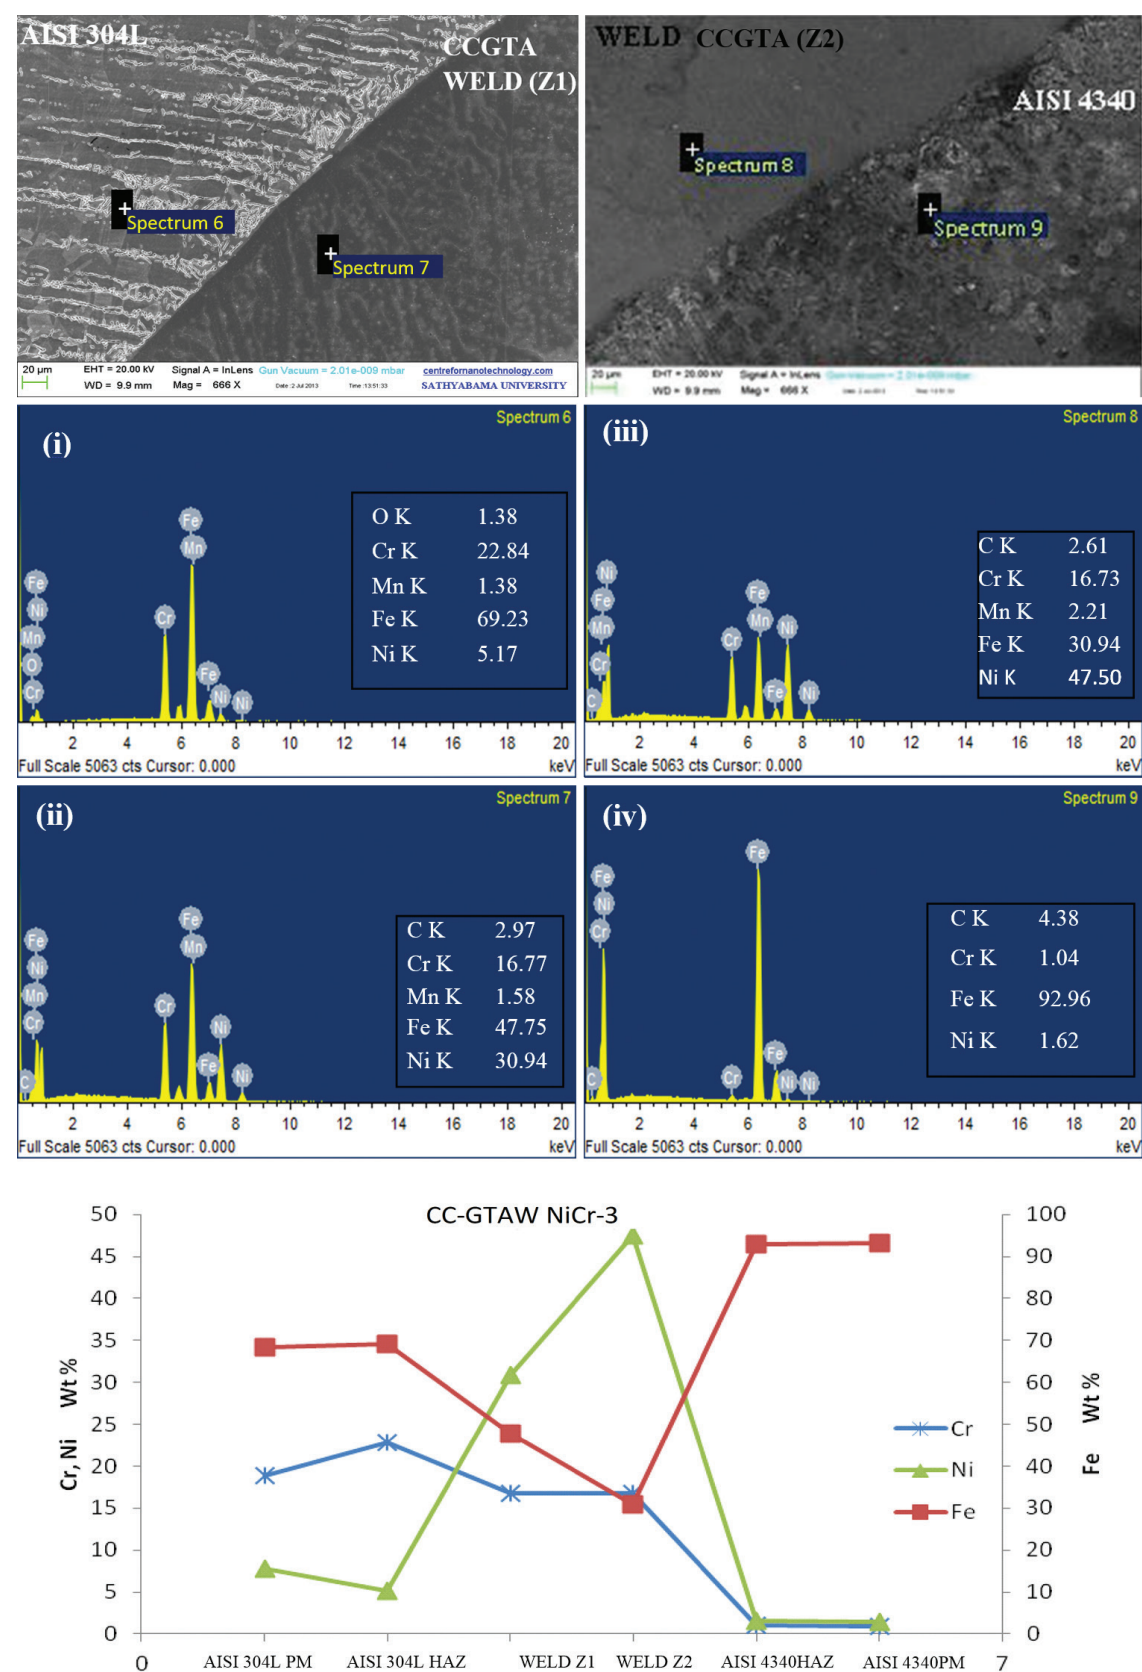 AISI 304L
CCGTA
WELD (Z1)
Spectrum 6
Spectrum 7
20 µm
EHT = 20.00 kV
Signal A = InLens
Gun Vacuum = 2.01e-009 mbar
centrefornanotechnology.com
WD = 9.9 mm
Mag = 666 X
Date :2 Jul 2013
Time :13:51:33
SATHYABAMA UNIVERSITY
WELD CCGTA (Z2)
AISI 4340
Spectrum 8
Spectrum 9
20 µm
EHT = 20.00 kV
Signal A = InLens
Gun Vacuum = 2.01e-009 mbar
WD = 9.9 mm
Mag = 666 X
Spectrum 6
(i)
Fe
Mn
Cr
Fe
Ni
Ni
Fe
Ni
Mn
O
Cr
O K 1.38
Cr K 22.84
Mn K 1.38
Fe K 69.23
Ni K 5.17
2 4 6 8 10 12 14 16 18 20
Full Scale 5063 cts Cursor: 0.000 keV
Spectrum 8
(iii)
Ni
Fe
Mn
Cr
C
Fe
Mn
Cr
Ni
Fe
Ni
C K 2.61
Cr K 16.73
Mn K 2.21
Fe K 30.94
Ni K 47.50
2 4 6 8 10 12 14 16 18 20
Full Scale 5063 cts Cursor: 0.000 keV
Spectrum 7
(ii)
Fe
Ni
Mn
Cr
C
Fe
Mn
Cr
Ni
Fe
Ni
C K 2.97
Cr K 16.77
Mn K 1.58
Fe K 47.75
Ni K 30.94
2 4 6 8 10 12 14 16 18 20
Full Scale 5063 cts Cursor: 0.000 keV
Spectrum 9
(iv)
Fe
Ni
Cr
C
Fe
Fe
Cr
Ni
Ni
C K 4.38
Cr K 1.04
Fe K 92.96
Ni K 1.62
2 4 6 8 10 12 14 16 18 20
Full Scale 5063 cts Cursor: 0.000 keV
CC-GTAW NiCr-3
50
45
40
35
30
25
20
15
10
5
0
Cr, Ni Wt %
100
90
80
70
60
50
40
30
20
10
0
Fe Wt %
Cr
Ni
Fe
0 AISI 304L PM AISI 304L HAZ WELD Z1 WELD Z2 AISI 4340HAZ AISI 4340PM 7